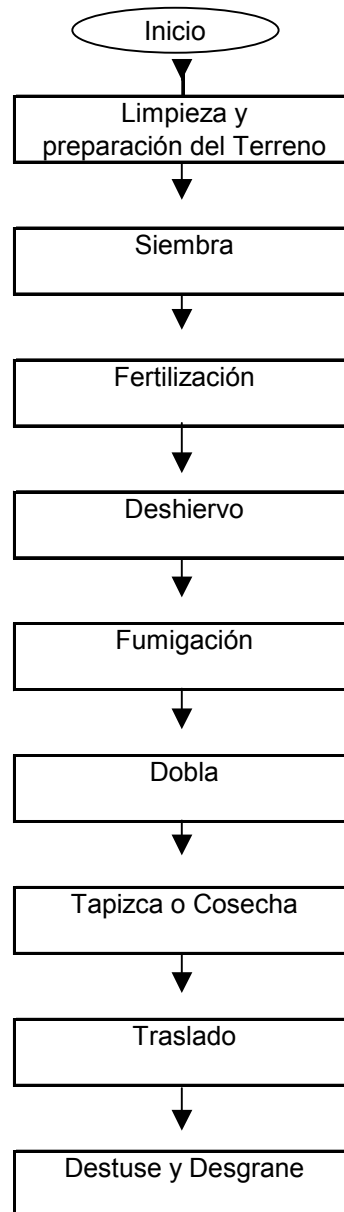 Inicio
Limpieza y
preparación del Terreno
Siembra
Fertilización
Deshiervo
Fumigación
Dobla
Tapizca o Cosecha
Traslado
Destuse y Desgrane